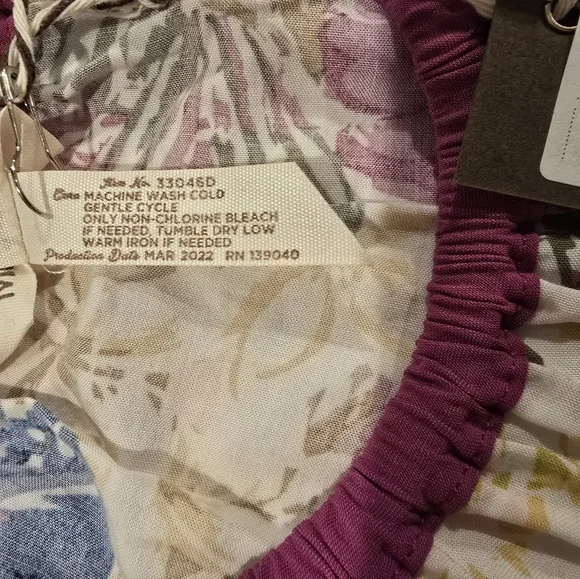 Item No. 33046D
Care MACHINE WASH COLD
GENTLE CYCLE
ONLY NON-CHLORINE BLEACH
IF NEEDED, TUMBLE DRY LOW
WARM IRON IF NEEDED
Production Date MAR 2022 RN 139040